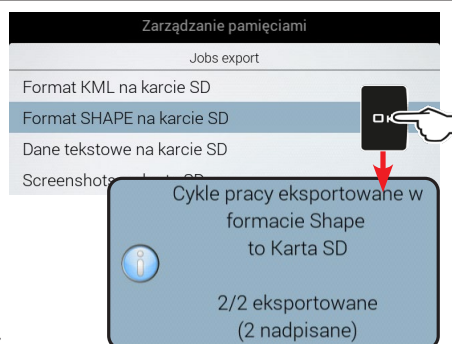 Zarządzanie pamięciami
Jobs export
Format KML na karcie SD
Format SHAPE na karcie SD
Dane tekstowe na karcie SD
Screenshots
Cykle pracy eksportowane w
formacie Shape
to Karta SD
2/2 eksportowane
(2 nadpisane)